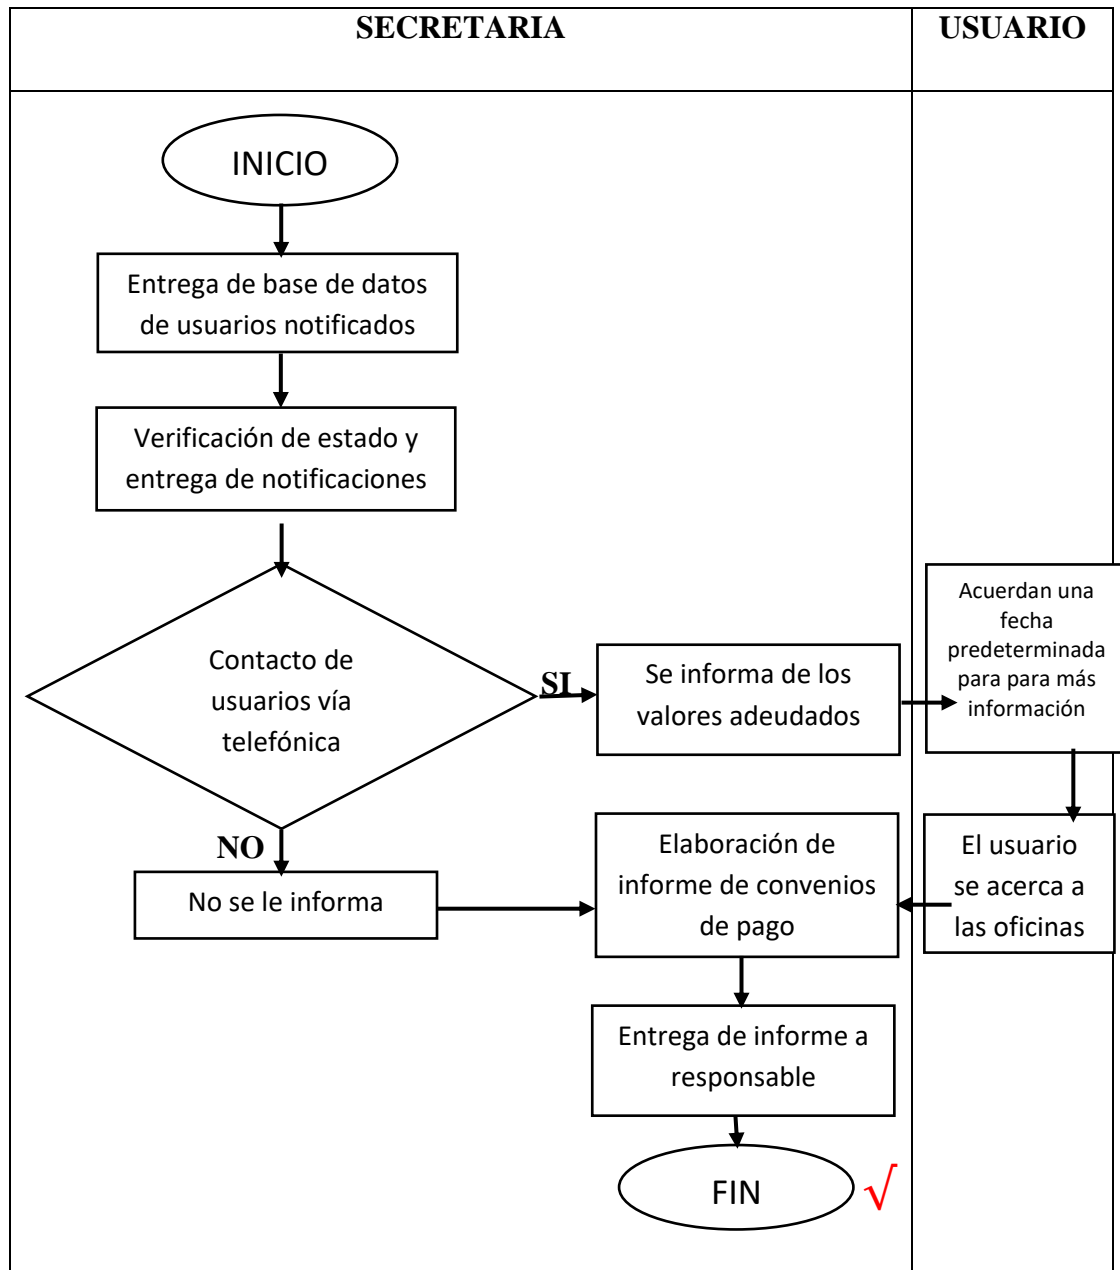 SECRETARIA
USUARIO
INICIO
Entrega de base de datos
de usuarios notificados
Verificación de estado y
entrega de notificaciones
Contacto de
usuarios vía
telefónica
SI
Se informa de los
valores adeudados
Acuerdan una
fecha
predeterminada
para para más
información
NO
No se le informa
Elaboración de
informe de convenios
de pago
El usuario
se acerca a
las oficinas
Entrega de informe a
responsable
FIN
√